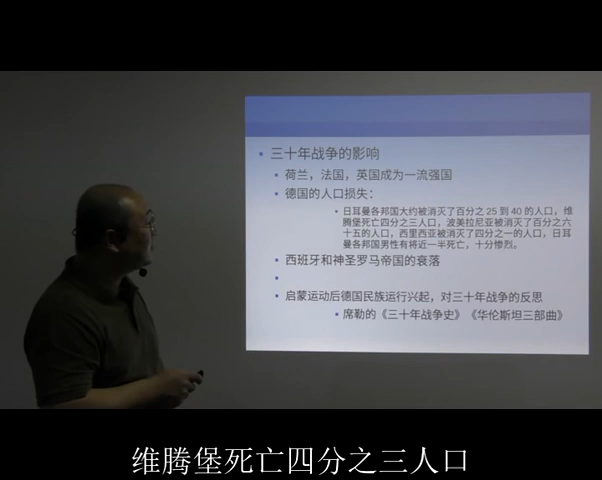 三十年战争的影响
荷兰，法国，英国成为一流强国
德国的人口损失：
日耳曼各邦国大约被消灭了百分之 25 到 40 的人口，维
腾堡死亡四分之三人口，波美拉尼亚被消灭了百分之六
十五的人口，西里西亚被消灭了四分之一的人口，日耳
曼各邦国男性有将近一半死亡，十分惨烈。
西班牙和神圣罗马帝国的衰落
启蒙运动后德国民族运行兴起，对三十年战争的反思
席勒的《三十年战争史》《华伦斯坦三部曲》
维腾堡死亡四分之三人口